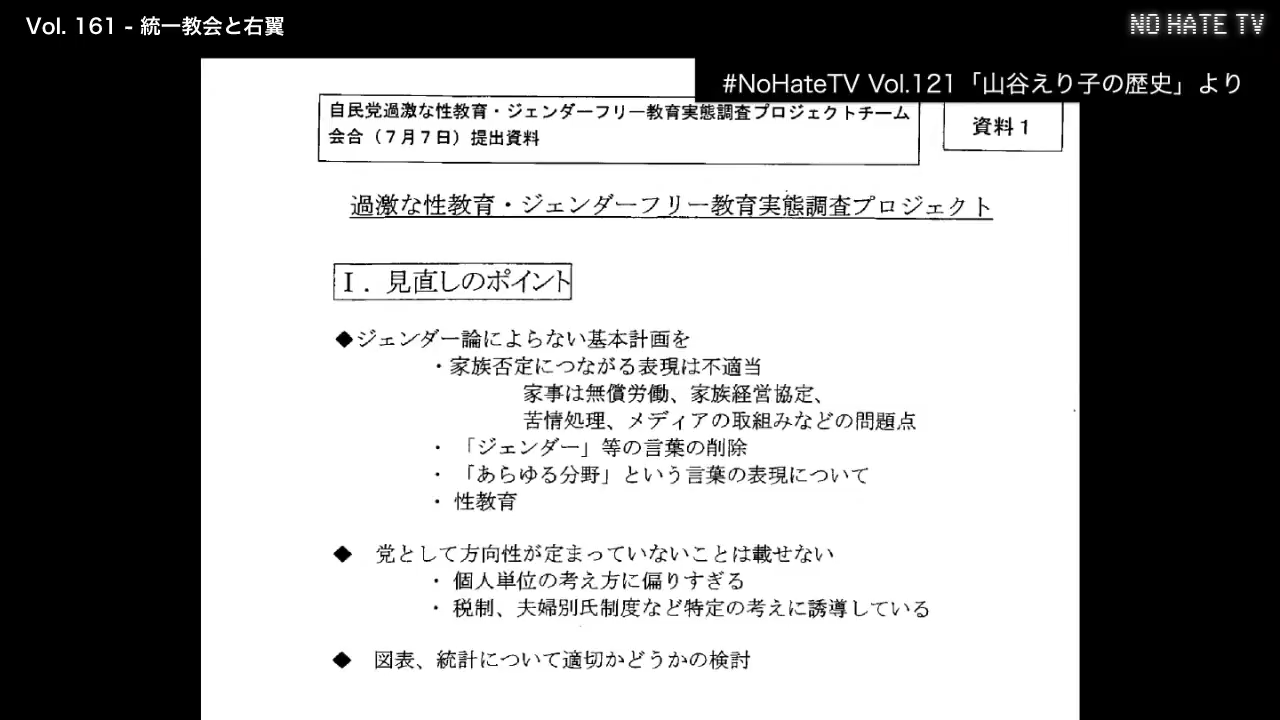 Vol. 161 - 統一教会と右翼
NO HATE TV
#NoHateTV Vol.121「山谷えり子の歴史」より
自民党過激な性教育・ジェンダーフリー教育実態調査プロジェクトチーム
会合（７月７日）提出資料
資料１
過激な性教育・ジェンダーフリー教育実態調査プロジェクト
Ⅰ．見直しのポイント
◆ジェンダー論によらない基本計画を
・家族否定につながる表現は不適当
家事は無償労働、家族経営協定、
苦情処理、メディアの取組みなどの問題点
・「ジェンダー」等の言葉の削除
・「あらゆる分野」という言葉の表現について
・性教育
◆ 党として方向性が定まっていないことは載せない
・個人単位の考え方に偏りすぎる
・税制、夫婦別氏制度など特定の考えに誘導している
◆ 図表、統計について適切かどうかの検討